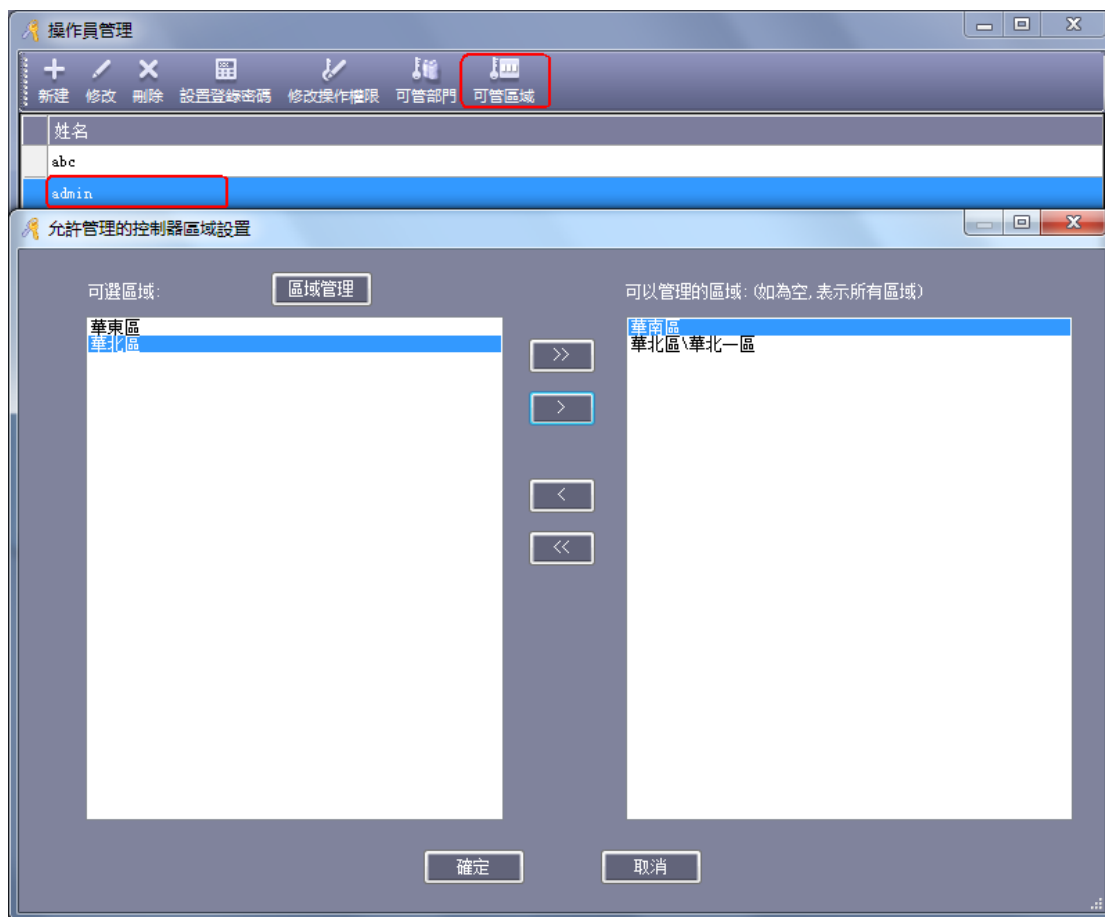 操作員管理
新建 修改 刪除 設置登錄密碼 修改操作權限 可管部門 可管區域
姓名
abc
admin
允許管理的控制器區域設置
可選區域: 區域管理 可以管理的區域: (如為空,表示所有區域)
華東區
華北區
華南區
華北區\華北一區
>>
>
<
<<
確定 取消